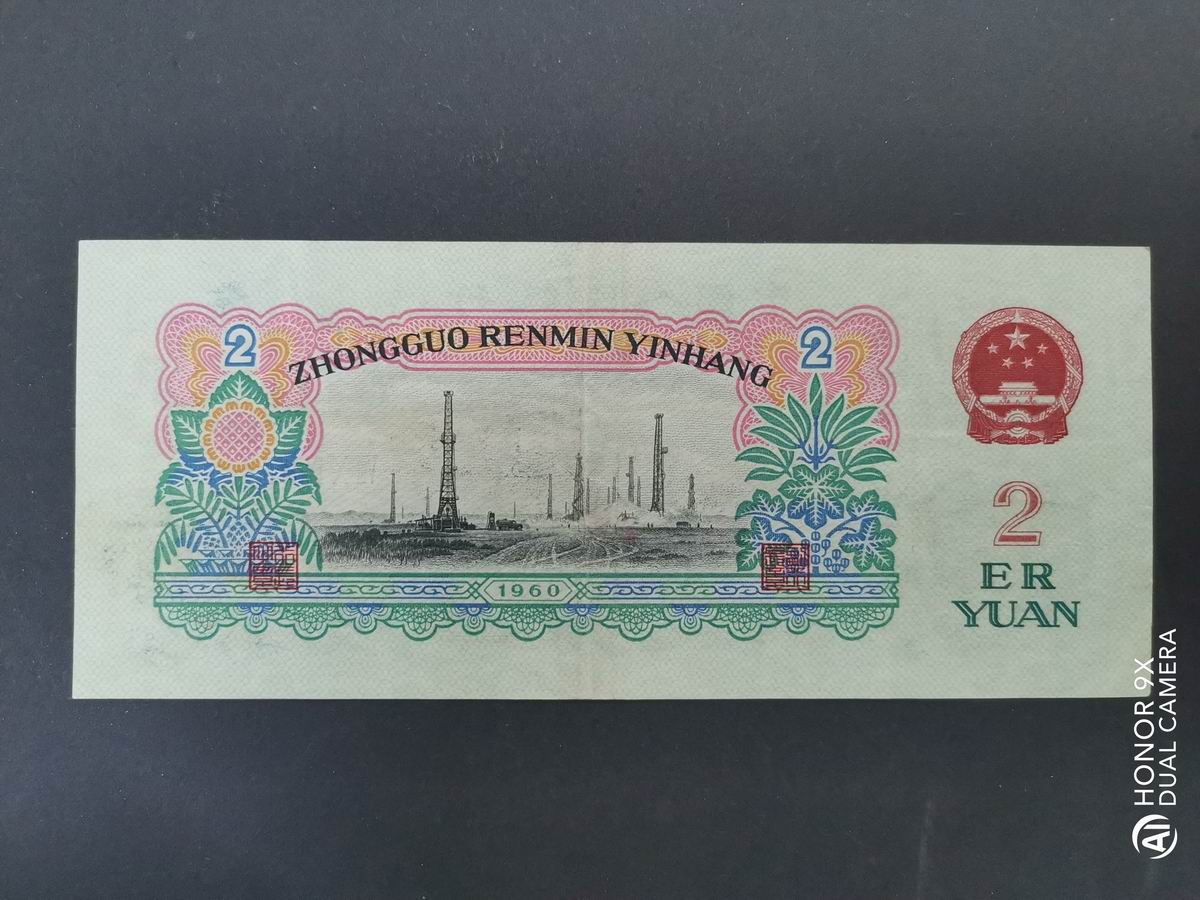 2
ZHONGGUO RENMIN YINHANG
2
2
ER
YUAN
1960
HONOR 9X
DUAL CAMERA